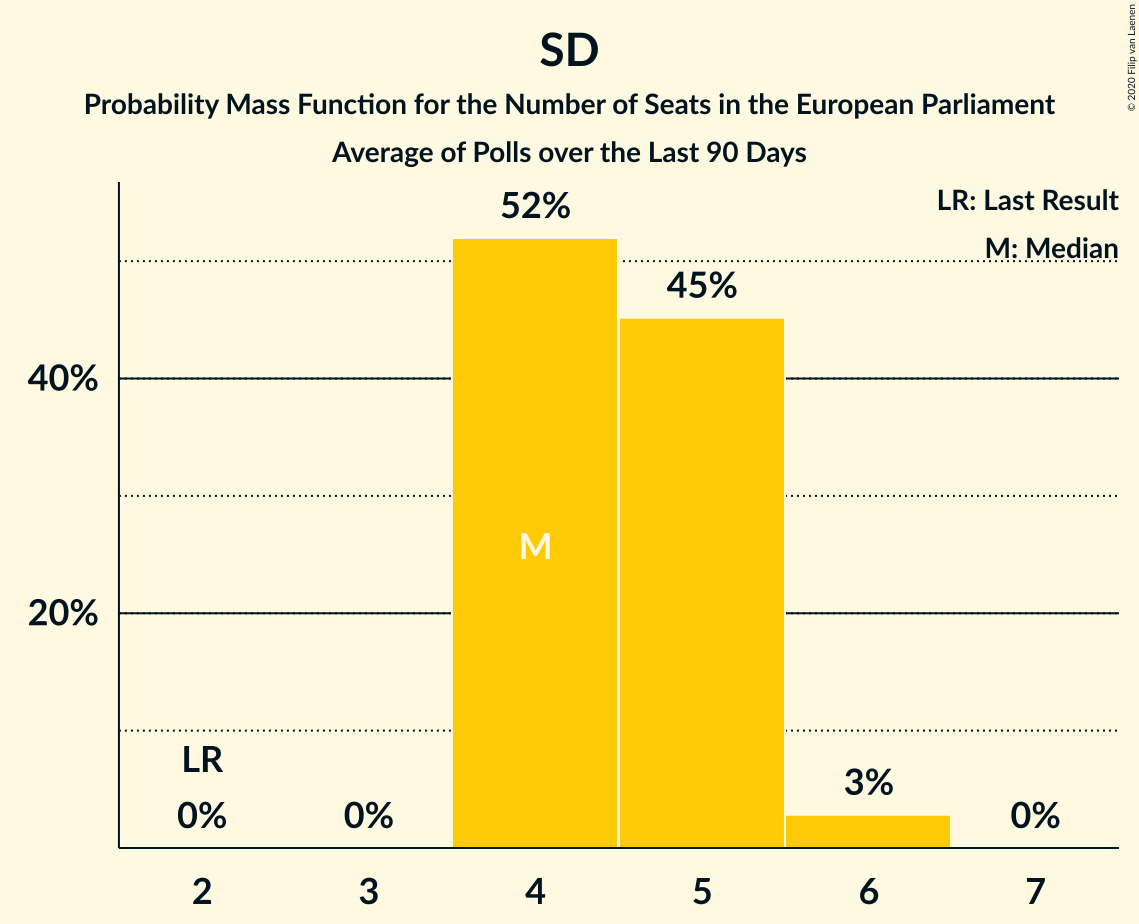 SD
Probability Mass Function for the Number of Seats in the European Parliament
Average of Polls over the Last 90 Days
© 2020 Filip van Laenen
LR: Last Result
M: Median
52%
45%
40%
M
20%
LR
0%
0%
3%
0%
2 3 4 5 6 7